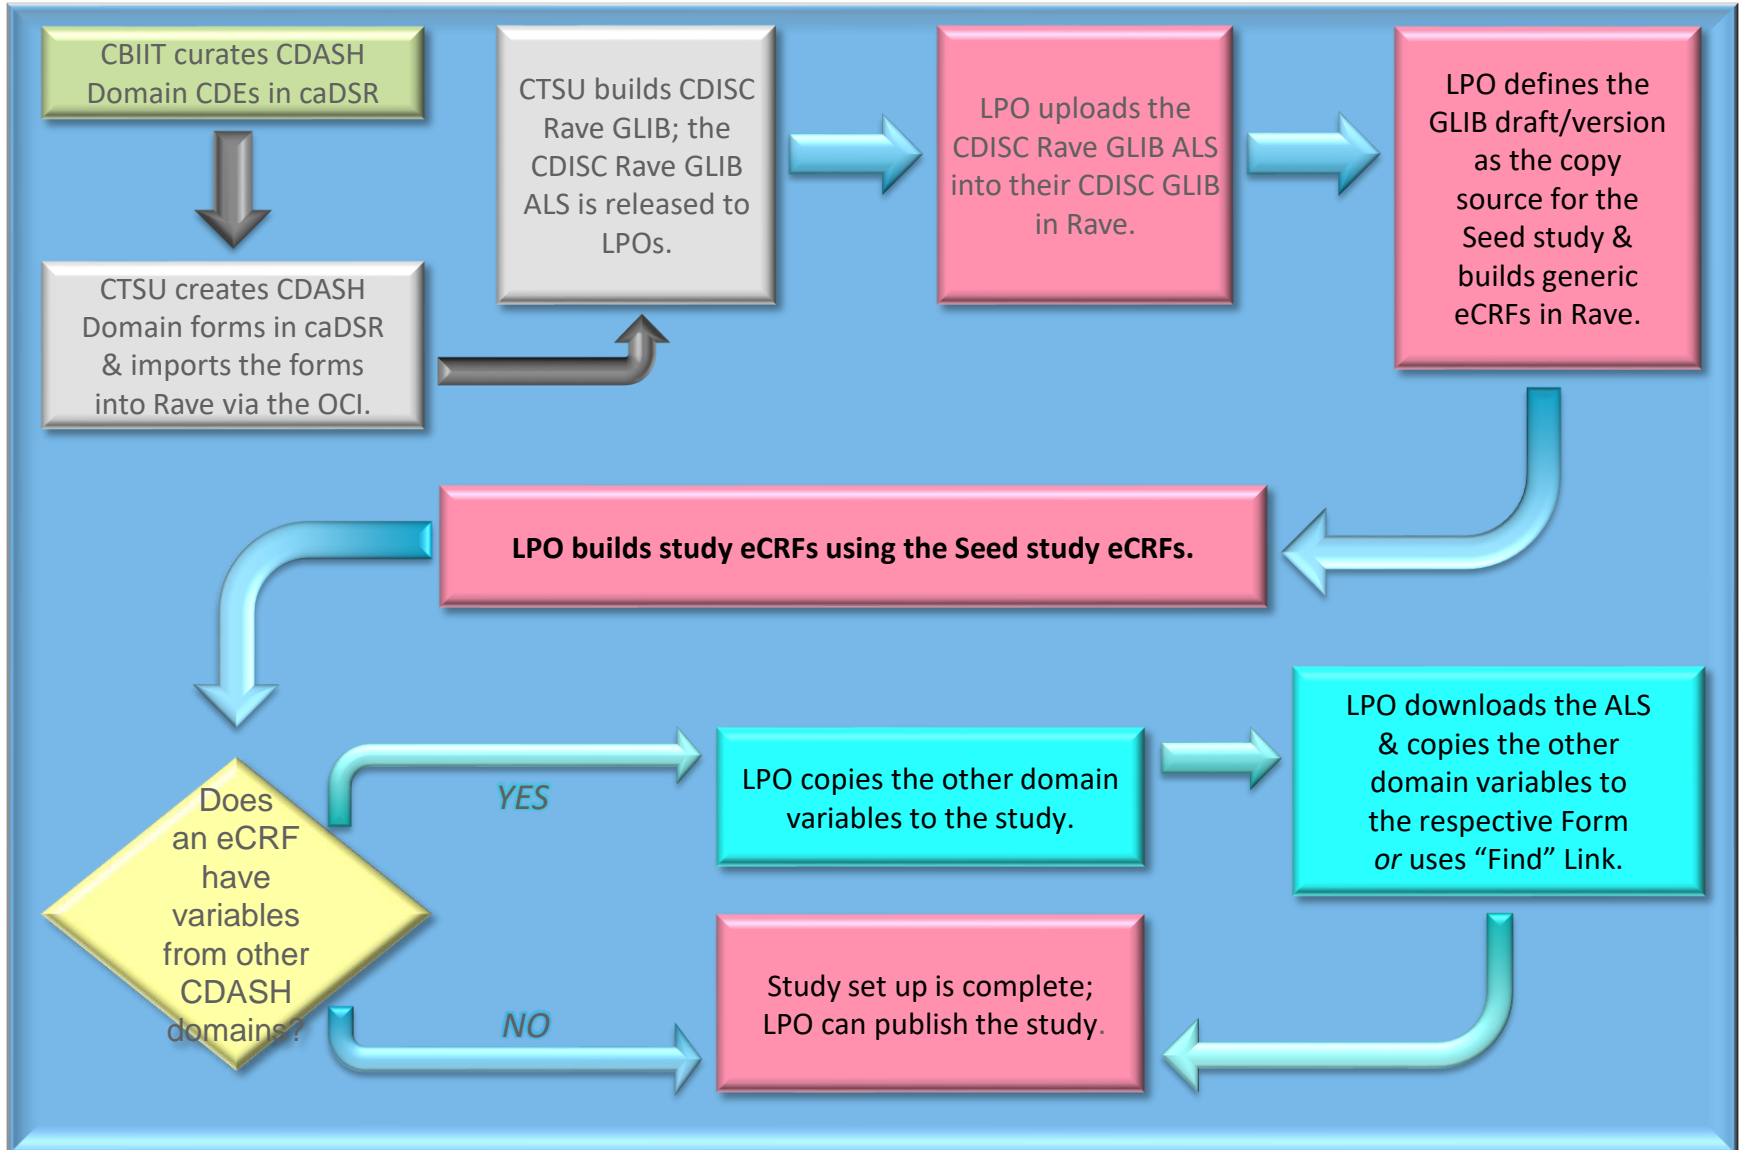 CBIIT curates CDASH
Domain CDEs in caDSR
CTSU creates CDASH
Domain forms in caDSR
& imports the forms
into Rave via the OCI.
CTSU builds CDISC
Rave GLIB; the
CDISC Rave GLIB
ALS is released to
LPOs.
LPO uploads the
CDISC Rave GLIB ALS
into their CDISC GLIB
in Rave.
LPO defines the
GLIB draft/version
as the copy
source for the
Seed study &
builds generic
eCRFs in Rave.
LPO builds study eCRFs using the Seed study eCRFs.
Does
an eCRF
have
variables
from other
CDASH
domains?
YES
LPO copies the other domain
variables to the study.
LPO downloads the ALS
& copies the other
domain variables to
the respective Form
or uses “Find” Link.
NO
Study set up is complete;
LPO can publish the study.